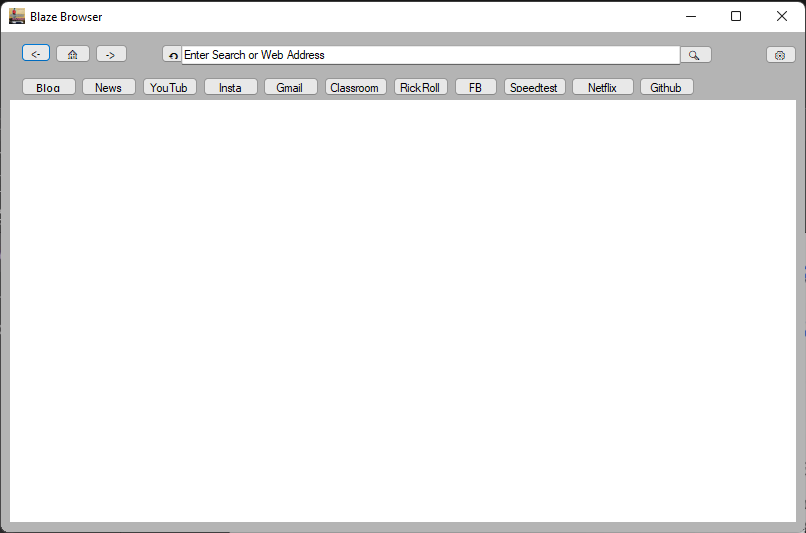 Blaze Browser
<- -> Enter Search or Web Address
Blog News YouTub Insta Gmail Classroom RickRoll FB Speedtest Netflix Github